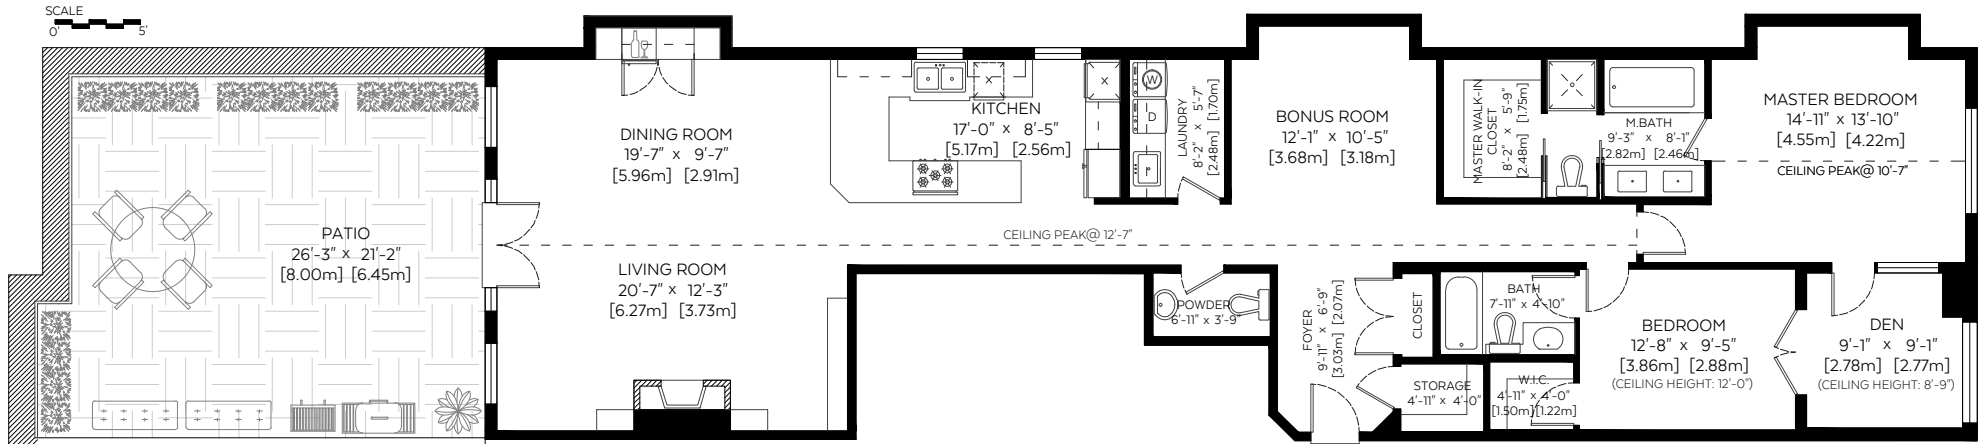 SCALE
0' 5'
PATIO
26'-3" x 21'-2"
[8.00m] [6.45m]
DINING ROOM
19'-7" x 9'-7"
[5.96m] [2.91m]
LIVING ROOM
20'-7" x 12'-3"
[6.27m] [3.73m]
KITCHEN
17'-0" x 8'-5"
[5.17m] [2.56m]
X
X
W
D
LAUNDRY
8'-2" x 5'-7"
[2.48m] [1.70m]
CEILING PEAK@ 12'-7"
BONUS ROOM
12'-1" x 10'-5"
[3.68m] [3.18m]
MASTER WALK-IN
CLOSET
8'-2" x 5'-9"
[2.48m] [1.75m]
M.BATH
9'-3" x 8'-1"
[2.82m] [2.46m]
MASTER BEDROOM
14'-11" x 13'-10"
[4.55m] [4.22m]
CEILING PEAK@ 10'-7"
POWDER
6'-11" x 3'-9"
FOYER
9'-11" x 6'-9"
[3.03m] [2.07m]
CLOSET
STORAGE
4'-11" x 4'-0"
BATH
7'-11" x 4'-10"
W.I.C.
4'-11" x 4'-0"
[1.50m] [1.22m]
BEDROOM
12'-8" x 9'-5"
[3.86m] [2.88m]
(CEILING HEIGHT: 12'-0")
DEN
9'-1" x 9'-1"
[2.78m] [2.77m]
(CEILING HEIGHT: 8'-9")